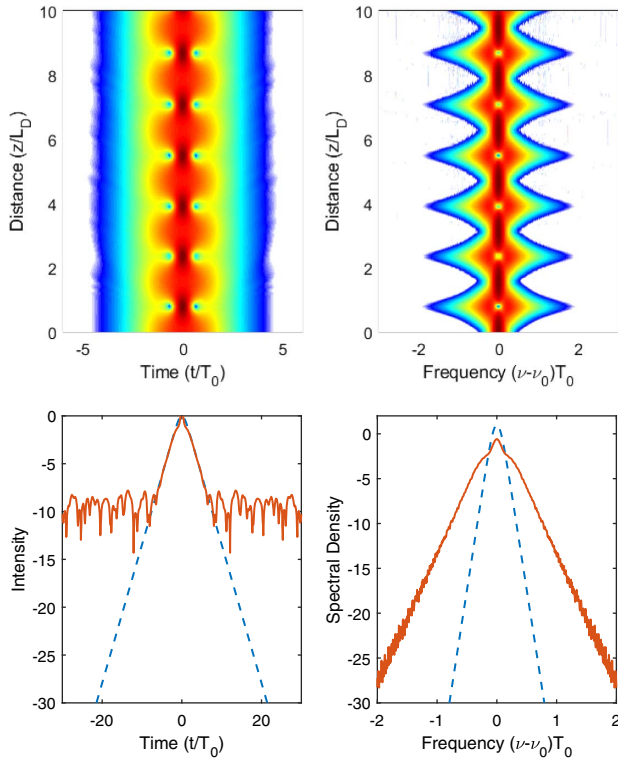 10
8
6
4
2
0
Distance (z/L_D)
-5 0 5
Time (t/T_0)
10
8
6
4
2
0
Distance (z/L_D)
-2 0 2
Frequency (ν-ν_0)T_0
0
-5
-10
-15
-20
-25
-30
Intensity
-20 0 20
Time (t/T_0)
0
-5
-10
-15
-20
-25
-30
Spectral Density
-2 -1 0 1 2
Frequency (ν-ν_0)T_0